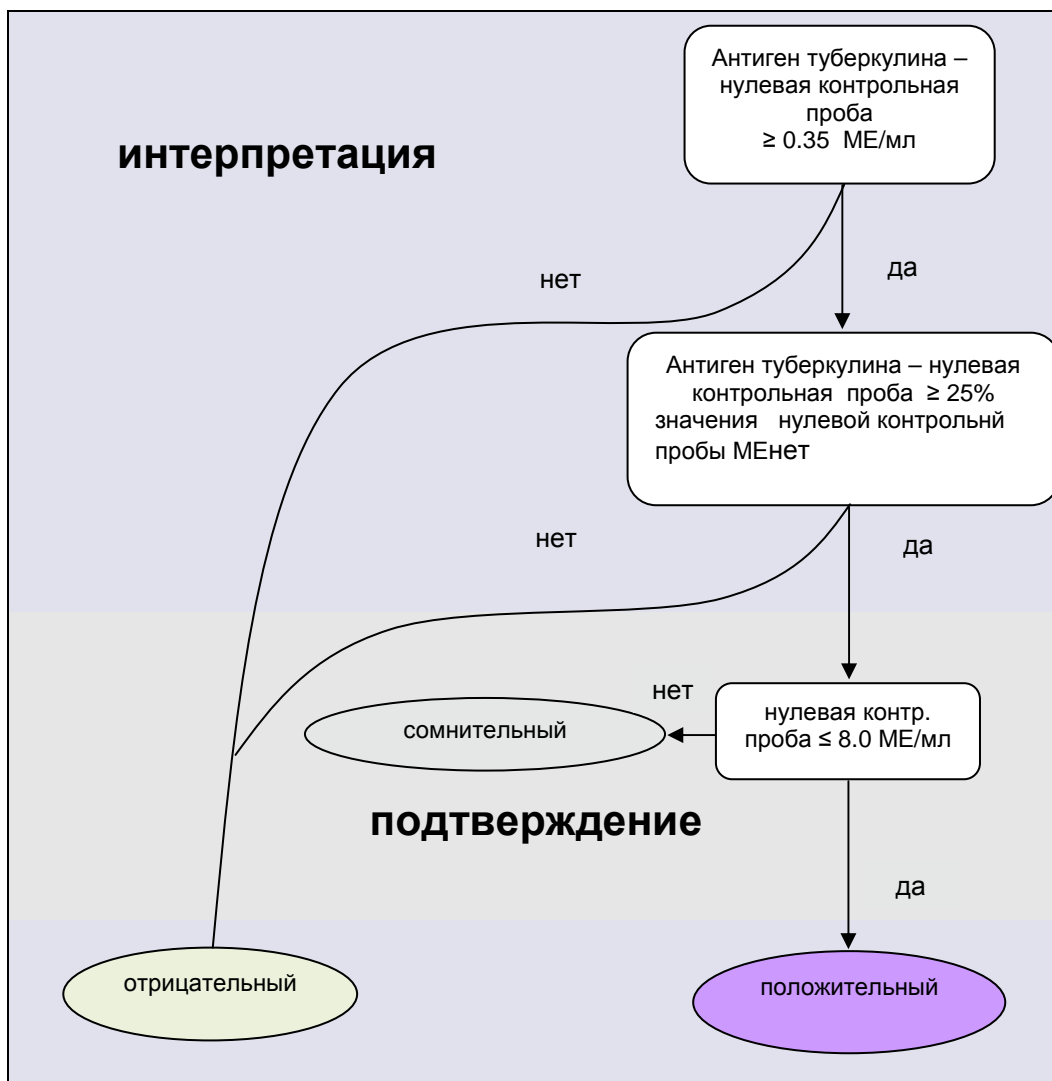 Антиген туберкулина –
нулевая контрольная
проба
≥ 0.35 МЕ/мл
интерпретация
нет
да
Антиген туберкулина – нулевая
контрольная проба ≥ 25%
значения нулевой контрольнй
пробы МЕнет
нет
да
нет
нулевая контр.
проба ≤ 8.0 МЕ/мл
сомнительный
подтверждение
да
отрицательный
положительный